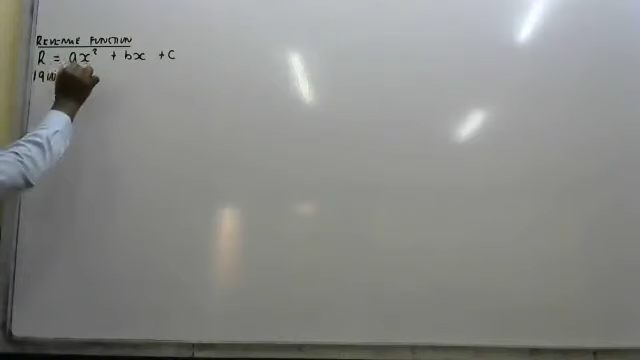 REVENUE FUNCTION
R = ax² + bx + c